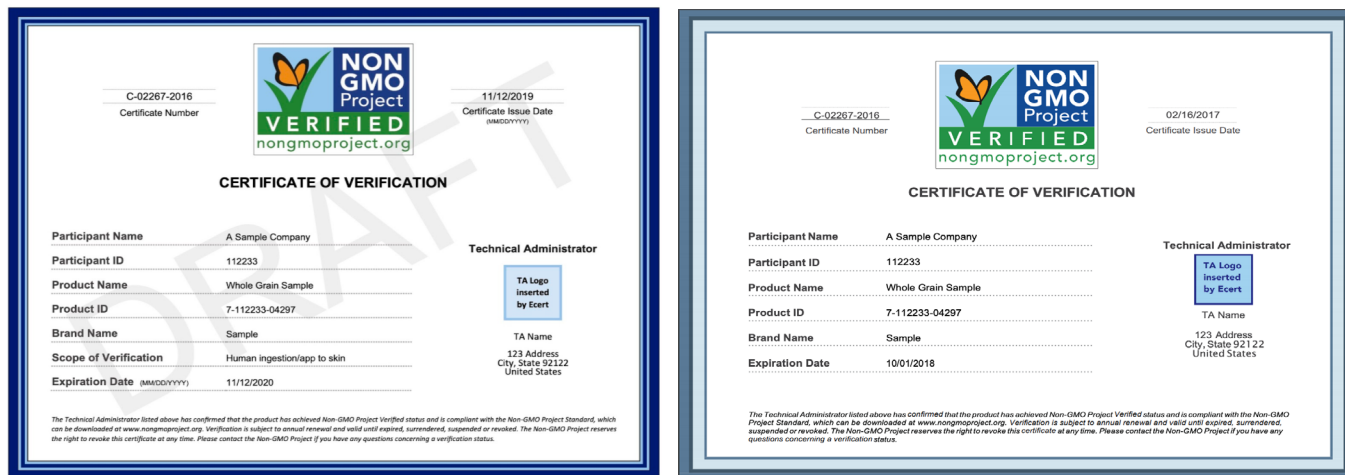 C-02267-2016
Certificate Number
NON
GMO
Project
VERIFIED
nongmoproject.org
11/12/2019
Certificate Issue Date
(MM/DD/YYYY)
CERTIFICATE OF VERIFICATION
DRAFT
Participant Name A Sample Company
Participant ID 112233
Product Name Whole Grain Sample
Product ID 7-112233-04297
Brand Name Sample
Scope of Verification Human ingestion/app to skin
Expiration Date (MM/DD/YYYY) 11/12/2020
Technical Administrator
TA Logo
inserted
by Ecert
TA Name
123 Address
City, State 92122
United States
The Technical Administrator listed above has confirmed that the product has achieved Non-GMO Project Verified status and is compliant with the Non-GMO Project Standard, which
can be downloaded at www.nongmoproject.org. Verification is subject to annual renewal and valid until expired, surrendered, suspended or revoked. The Non-GMO Project reserves
the right to revoke this certificate at any time. Please contact the Non-GMO Project if you have any questions concerning a verification status.
C-02267-2016
Certificate Number
NON
GMO
Project
VERIFIED
nongmoproject.org
02/16/2017
Certificate Issue Date
CERTIFICATE OF VERIFICATION
Participant Name A Sample Company
Participant ID 112233
Product Name Whole Grain Sample
Product ID 7-112233-04297
Brand Name Sample
Expiration Date 10/01/2018
Technical Administrator
TA Logo
inserted
by Ecert
TA Name
123 Address
City, State 92122
United States
The Technical Administrator listed above has confirmed that the product has achieved Non-GMO Project Verified status and is compliant with the Non-GMO
Project Standard, which can be downloaded at www.nongmoproject.org. Verification is subject to annual renewal and valid until expired, surrendered,
suspended or revoked. The Non-GMO Project reserves the right to revoke this certificate at any time. Please contact the Non-GMO Project if you have any
questions concerning a verification status.